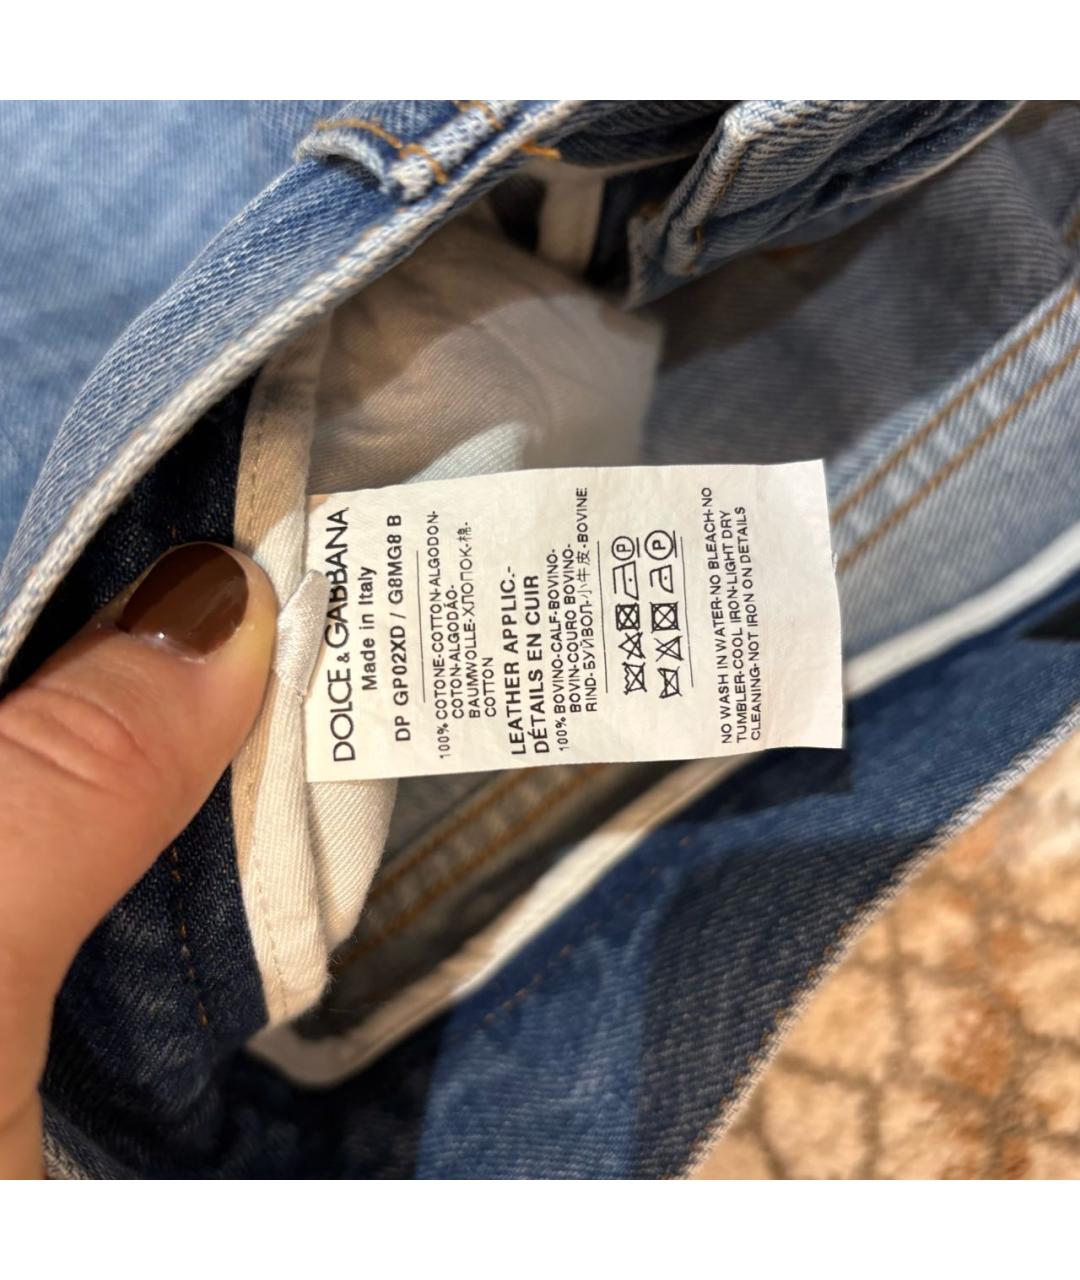 DOLCE & GABBANA
Made in Italy
DP GP02XD / G8MG8 B
100% COTONE-COTTON-ALGODON-
COTON-ALGODÃO-
BAUMWOLLE-ХЛОПОК-棉-
COTTON
LEATHER APPLIC.-
DÉTAILS EN CUIR
100% BOVINO-CALF-BOVINO-
BOVIN-COURO BOVINO-
RIND-БУЙВОЛ-小牛皮-BOVINE
P
P
NO WASH IN WATER-NO BLEACH-NO
TUMBLER-COOL IRON-LIGHT DRY
CLEANING-NOT IRON ON DETAILS